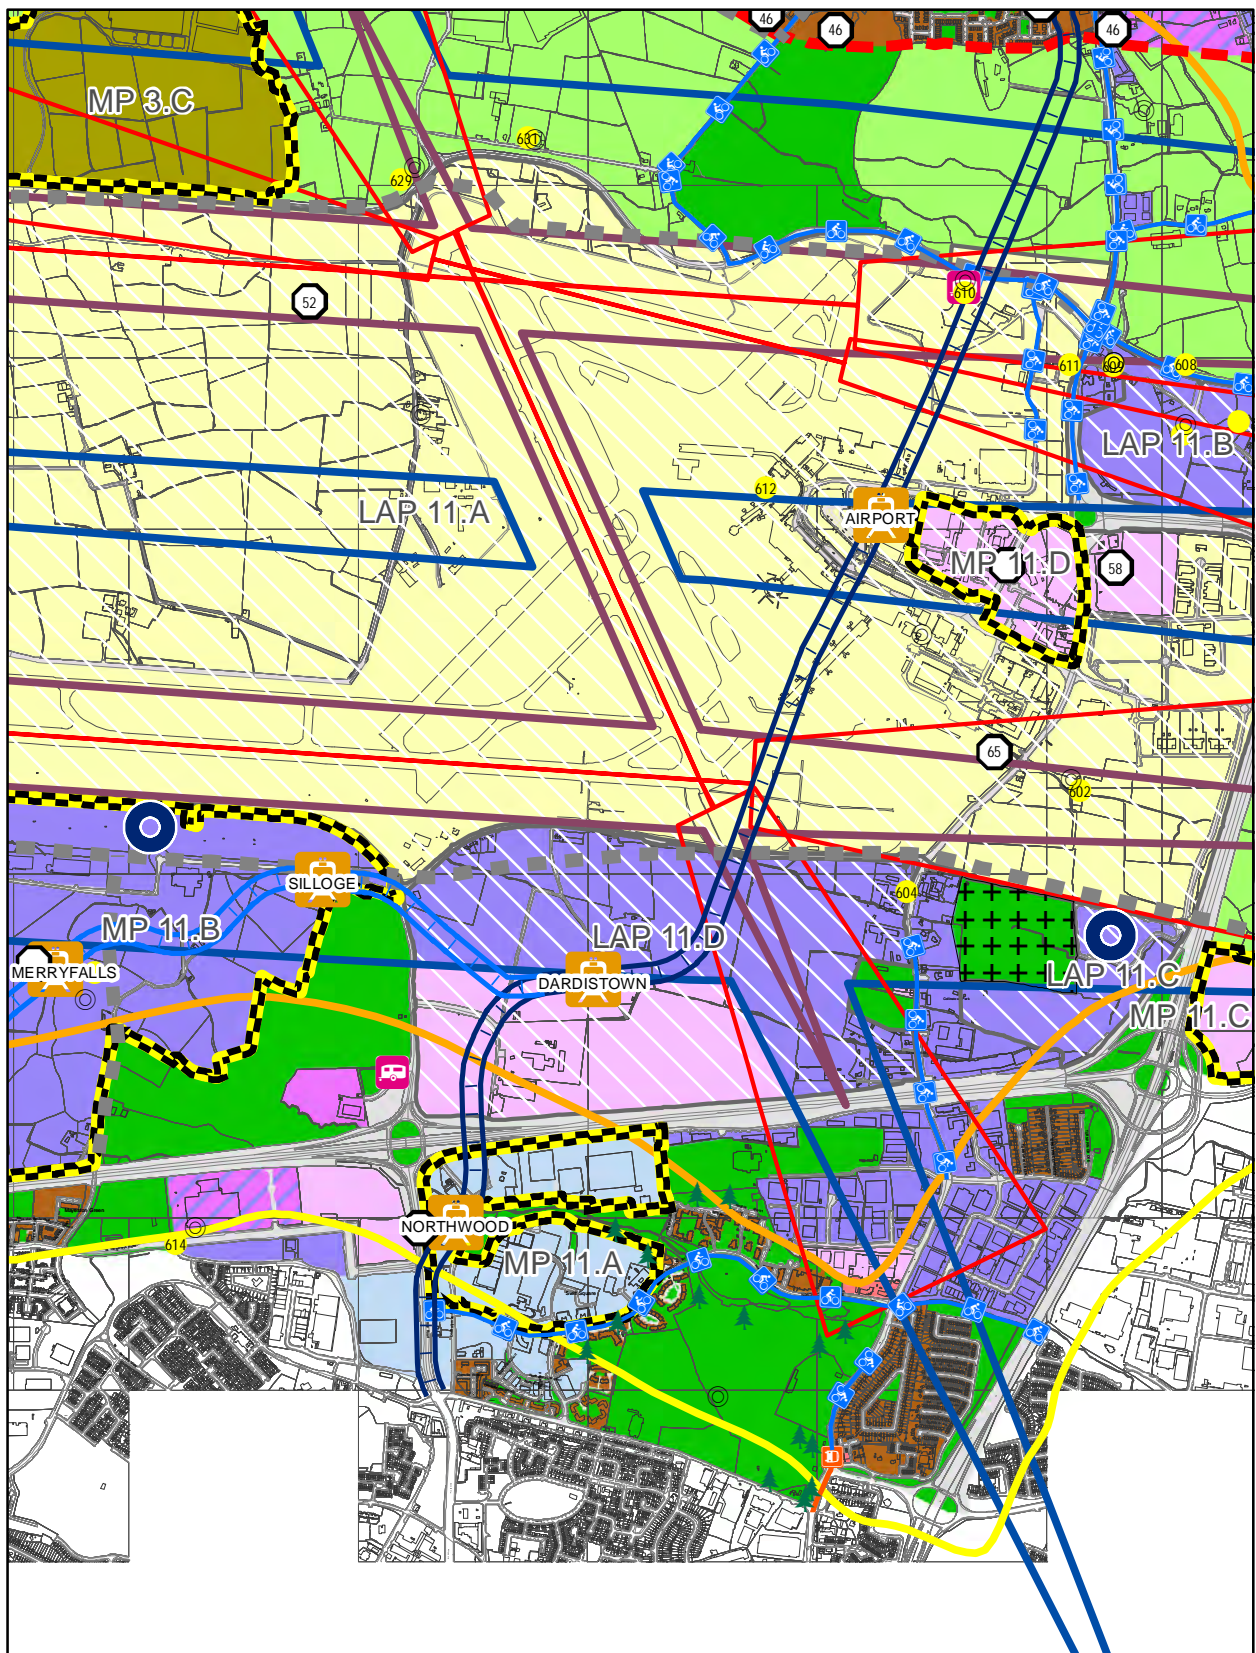 46
46
46
MP 3.C
631
629
52
610
611
609
608
LAP 11.B
612
LAP 11.A
AIRPORT
MP 11.D
58
65
602
SILLOGE
604
MP 11.B
LAP 11.D
MERRYFALLS
DARDISTOWN
LAP 11.C
MP 11.C
NORTHWOOD
614
MP 11.A